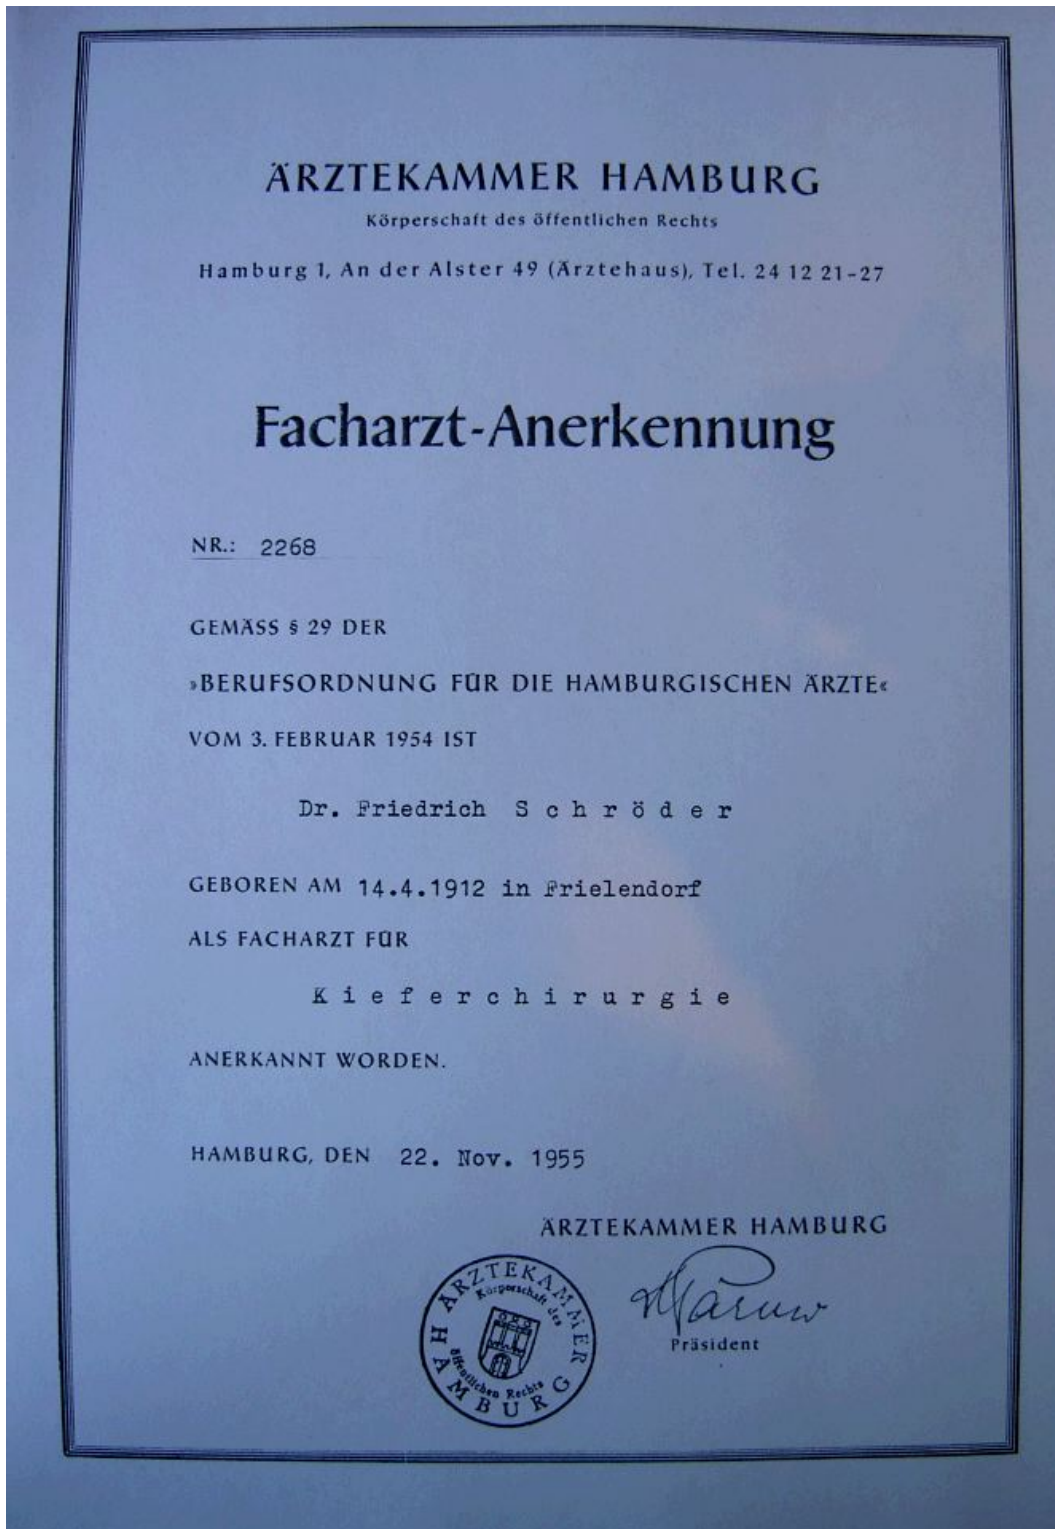 ÄRZTEKAMMER HAMBURG
Körperschaft des öffentlichen Rechts
Hamburg 1, An der Alster 49 (Ärztehaus), Tel. 24 12 21-27
Facharzt-Anerkennung
NR.: 2268
GEMÄSS § 29 DER
»BERUFSORDNUNG FÜR DIE HAMBURGISCHEN ÄRZTE«
VOM 3. FEBRUAR 1954 IST
Dr. Friedrich S c h r ö d e r
GEBOREN AM 14.4.1912 in Frielendorf
ALS FACHARZT FÜR
K i e f e r c h i r u r g i e
ANERKANNT WORDEN.
HAMBURG, DEN 22. Nov. 1955
ÄRZTEKAMMER HAMBURG
Präsident
ÄRZTEKAMMER HAMBURG
Körperschaft des öffentlichen Rechts